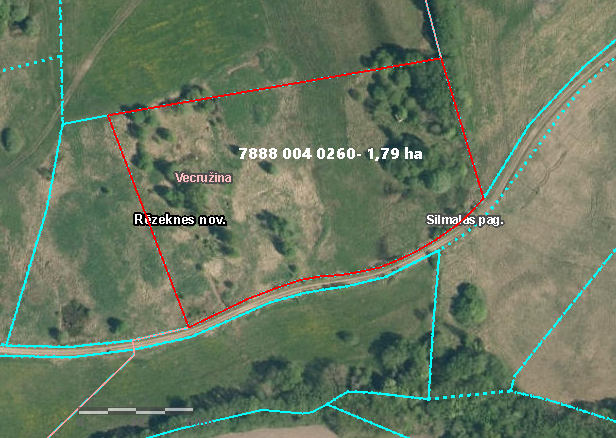 7888 004 0260- 1,79 ha
Vecružina
Rēzeknes nov.
Silmalas pag.